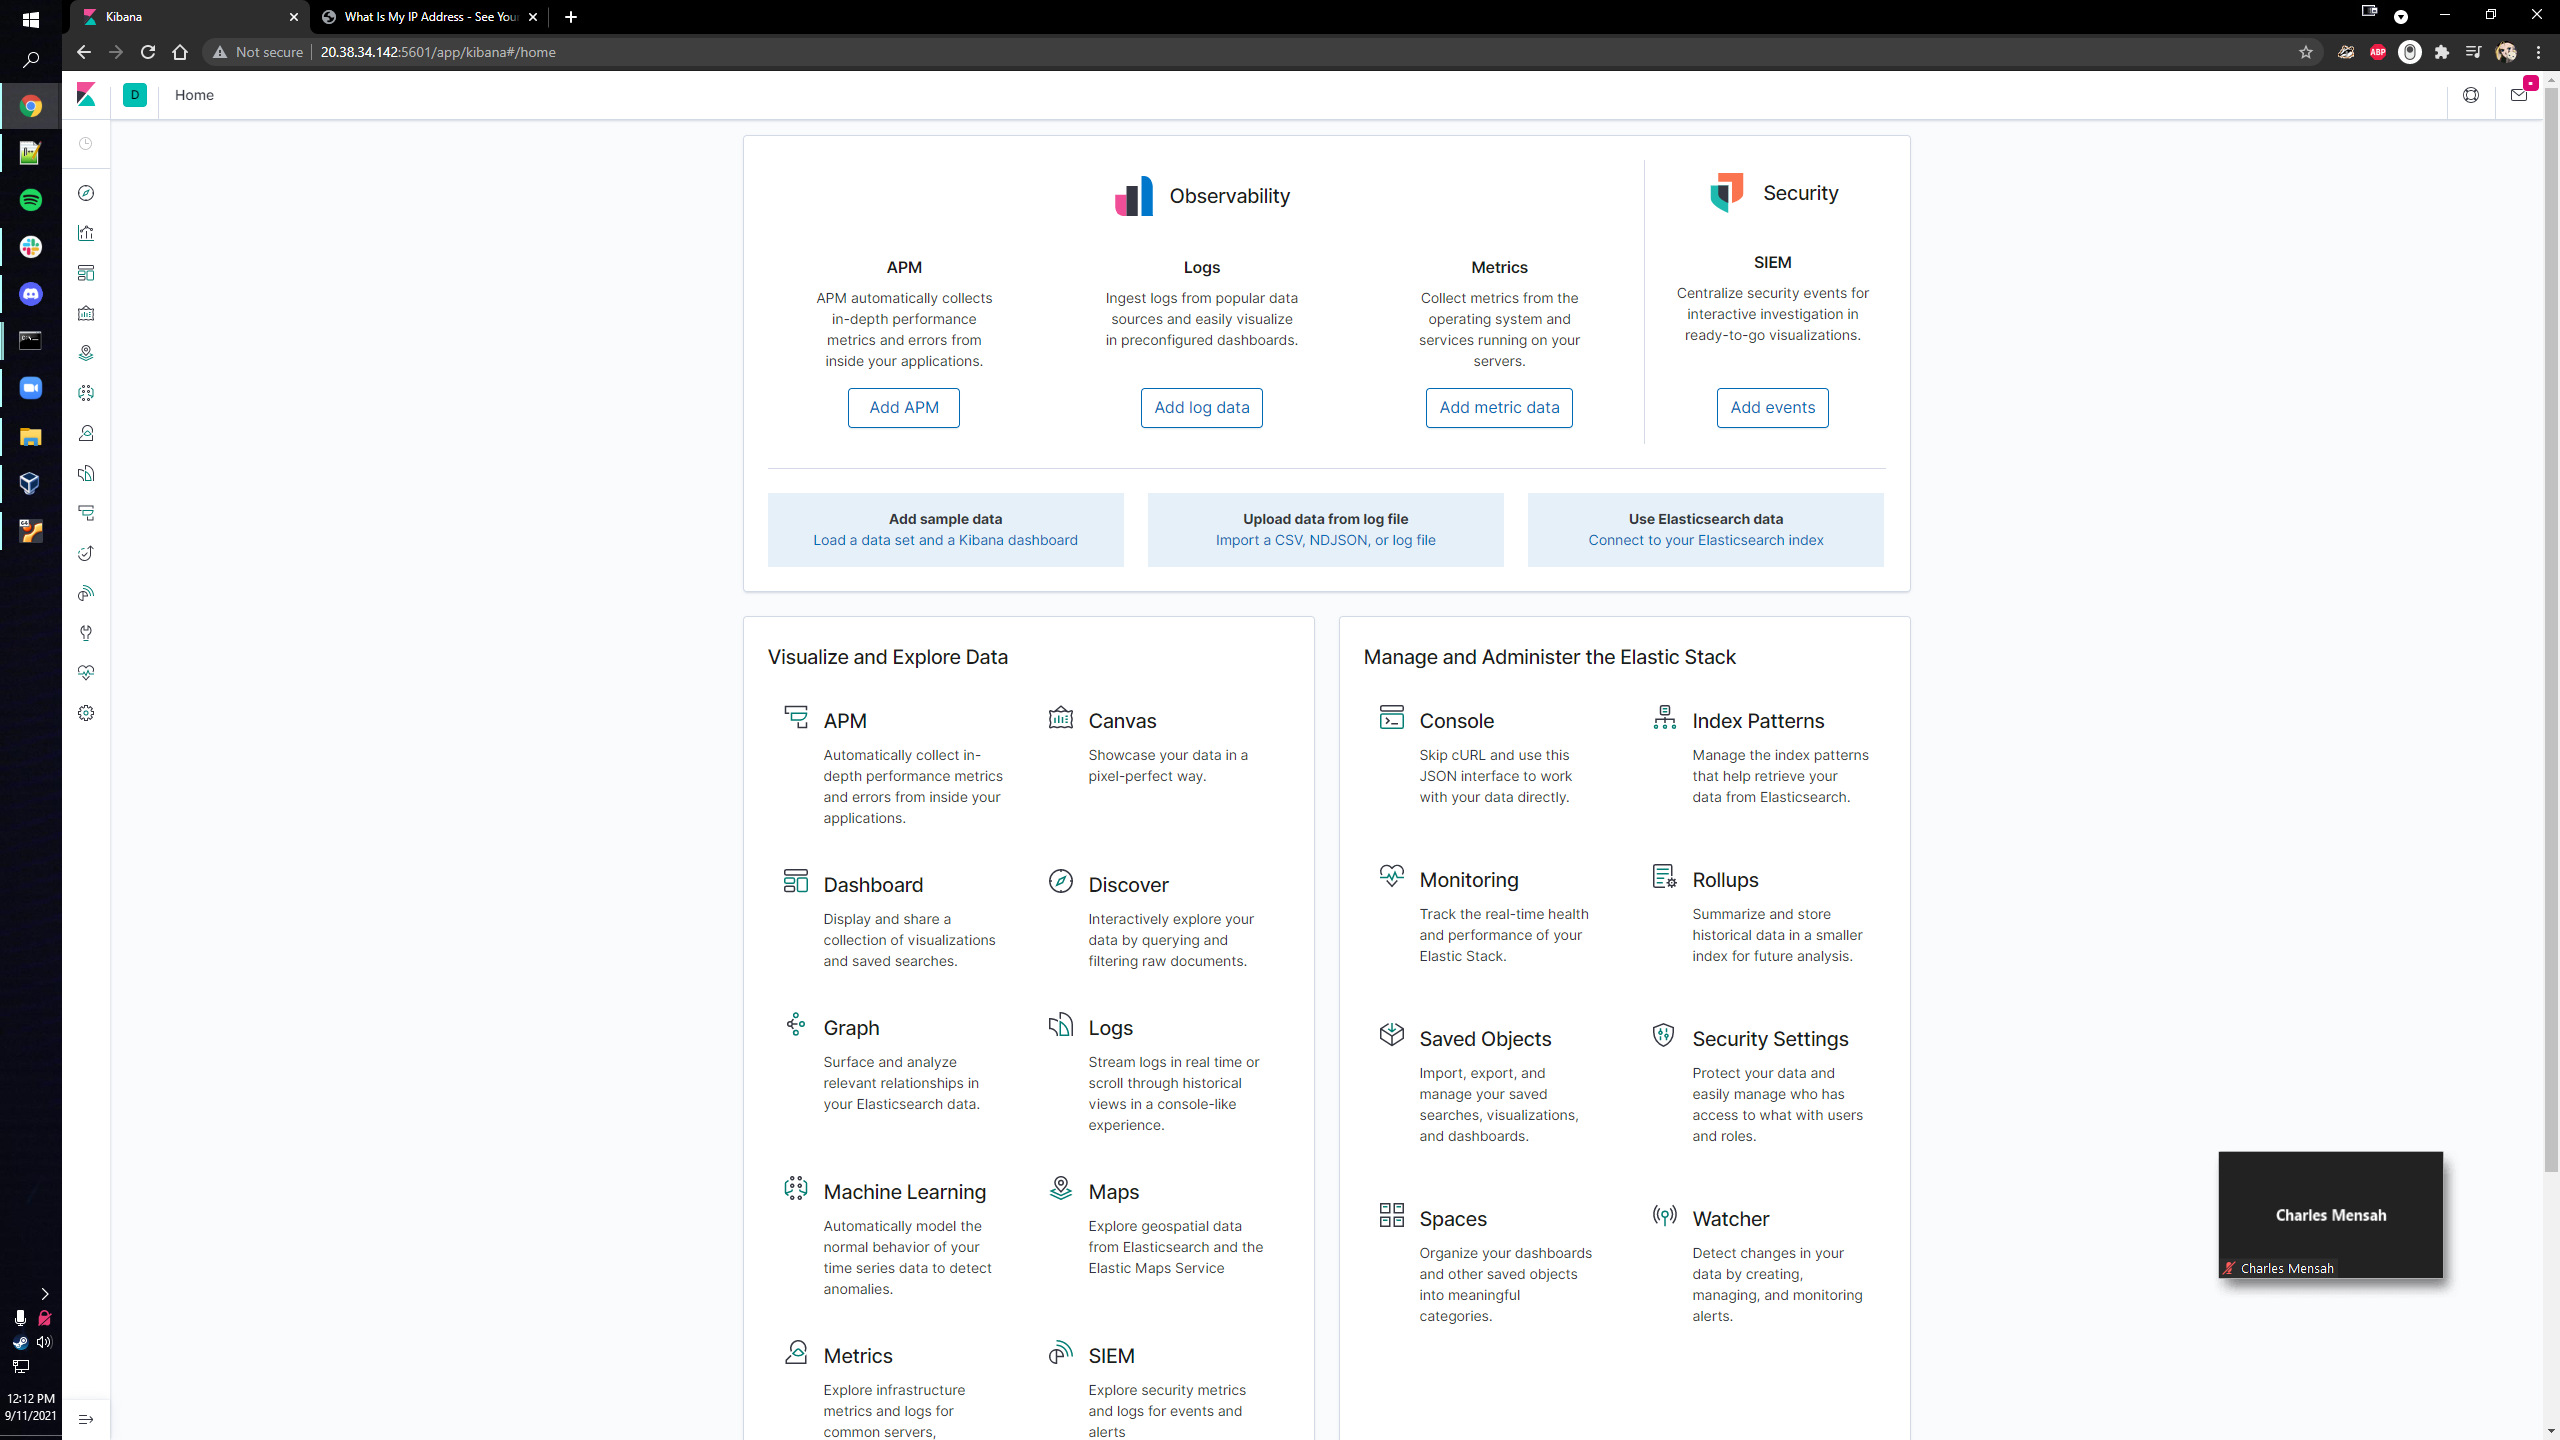 Kibana
What Is My IP Address - See You
Not secure
20.38.34.142:5601/app/kibana#/home
ABP
D
Home
Observability
APM
APM automatically collects
in-depth performance
metrics and errors from
inside your applications.
Add APM
Logs
Ingest logs from popular data
sources and easily visualize
in preconfigured dashboards.
Add log data
Metrics
Collect metrics from the
operating system and
services running on your
servers.
Add metric data
Security
SIEM
Centralize security events for
interactive investigation in
ready-to-go visualizations.
Add events
Add sample data
Load a data set and a Kibana dashboard
Upload data from log file
Import a CSV, NDJSON, or log file
Use Elasticsearch data
Connect to your Elasticsearch index
Visualize and Explore Data
APM
Automatically collect in-
depth performance metrics
and errors from inside your
applications.
Canvas
Showcase your data in a
pixel-perfect way.
Dashboard
Display and share a
collection of visualizations
and saved searches.
Discover
Interactively explore your
data by querying and
filtering raw documents.
Graph
Surface and analyze
relevant relationships in
your Elasticsearch data.
Logs
Stream logs in real time or
scroll through historical
views in a console-like
experience.
Machine Learning
Automatically model the
normal behavior of your
time series data to detect
anomalies.
Maps
Explore geospatial data
from Elasticsearch and the
Elastic Maps Service
Metrics
Explore infrastructure
metrics and logs for
common servers,
SIEM
Explore security metrics
and logs for events and
alerts
Manage and Administer the Elastic Stack
Console
Skip cURL and use this
JSON interface to work
with your data directly.
Index Patterns
Manage the index patterns
that help retrieve your
data from Elasticsearch.
Monitoring
Track the real-time health
and performance of your
Elastic Stack.
Rollups
Summarize and store
historical data in a smaller
index for future analysis.
Saved Objects
Import, export, and
manage your saved
searches, visualizations,
and dashboards.
Security Settings
Protect your data and
easily manage who has
access to what with users
and roles.
Spaces
Organize your dashboards
and other saved objects
into meaningful
categories.
Watcher
Detect changes in your
data by creating,
managing, and monitoring
alerts.
Charles Mensah
Charles Mensah
12:12 PM
9/11/2021